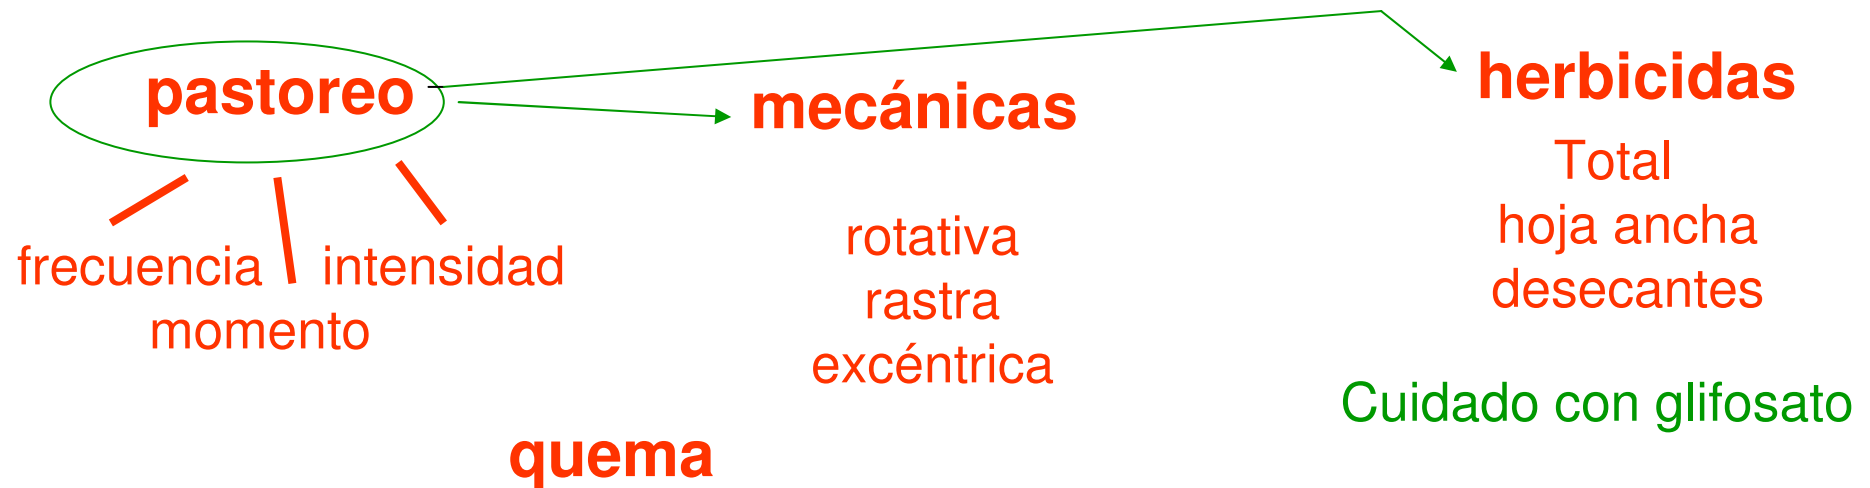 pastoreo
frecuencia
intensidad
momento
mecánicas
rotativa
rastra
excéntrica
herbicidas
Total
hoja ancha
desecantes
Cuidado con glifosato
quema